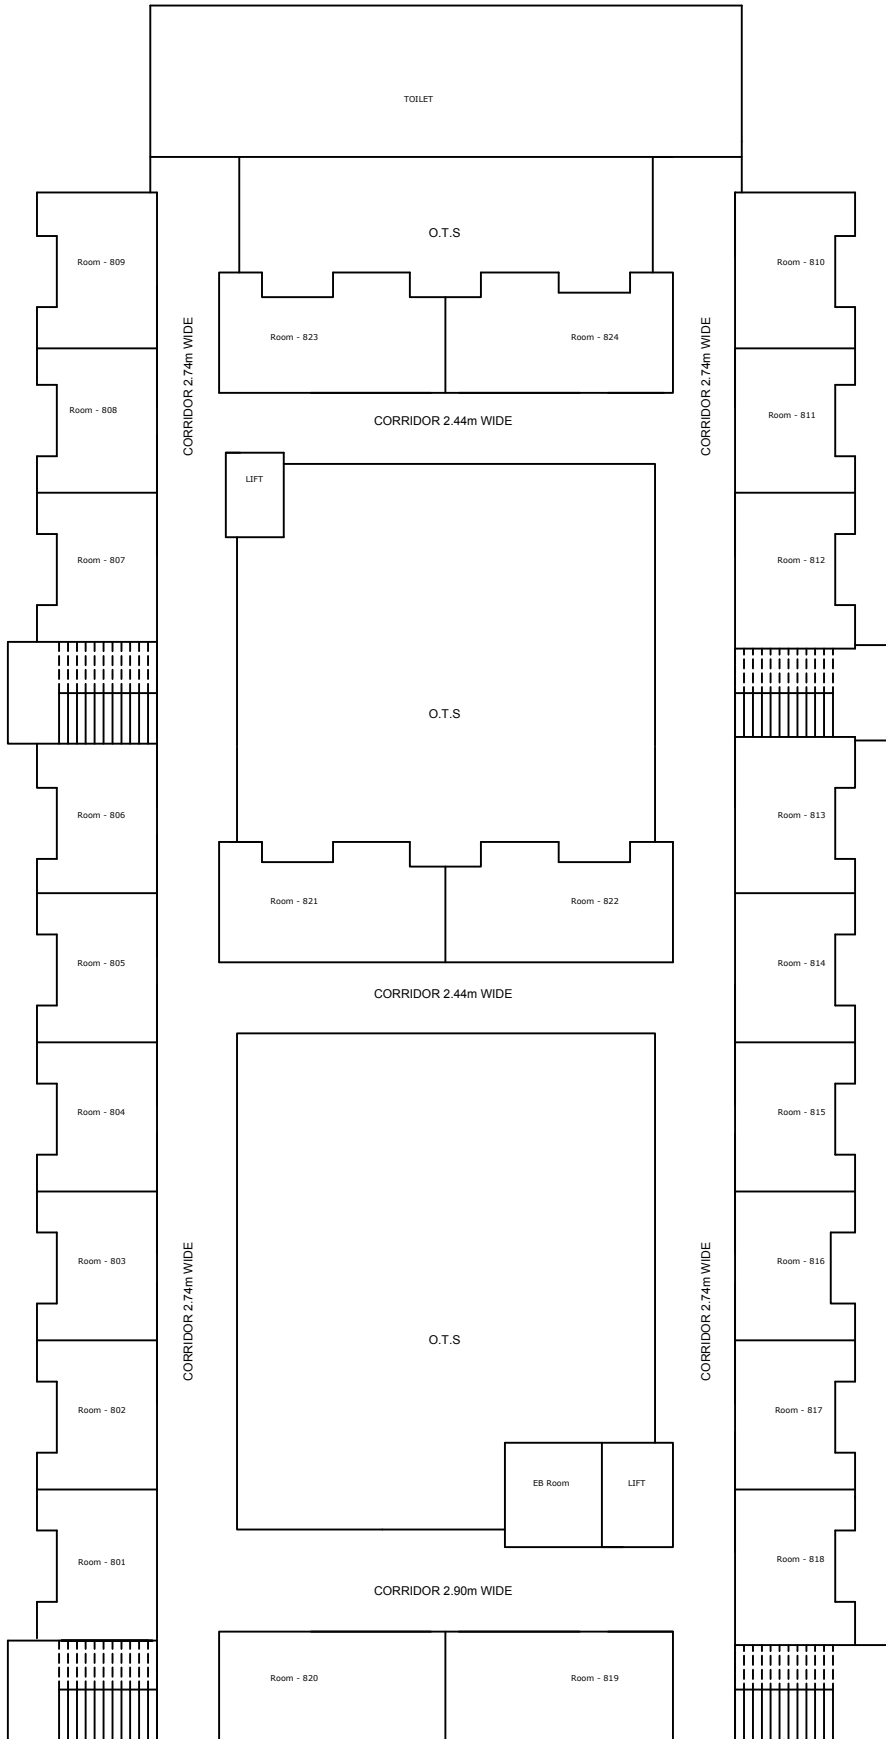 TOILET
O.T.S
Room - 809
Room - 810
Room - 823
Room - 824
CORRIDOR 2.74m WIDE
CORRIDOR 2.74m WIDE
Room - 808
Room - 811
CORRIDOR 2.44m WIDE
LIFT
Room - 807
Room - 812
O.T.S
Room - 806
Room - 813
Room - 821
Room - 822
Room - 805
Room - 814
CORRIDOR 2.44m WIDE
Room - 804
Room - 815
Room - 803
Room - 816
CORRIDOR 2.74m WIDE
CORRIDOR 2.74m WIDE
O.T.S
Room - 802
Room - 817
EB Room
LIFT
Room - 801
Room - 818
CORRIDOR 2.90m WIDE
Room - 820
Room - 819